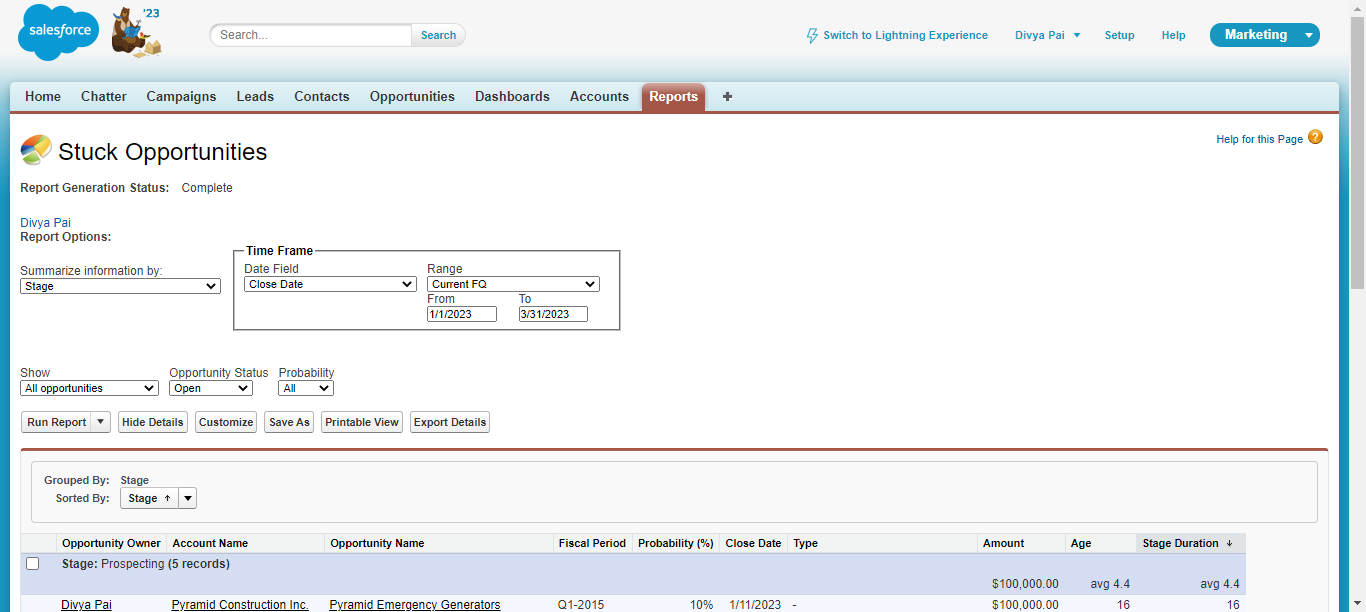 salesforce
'23
Search...
Search
Switch to Lightning Experience
Divya Pai
Setup
Help
Marketing
Home Chatter Campaigns Leads Contacts Opportunities Dashboards Accounts Reports +
Stuck Opportunities
Help for this Page ?
Report Generation Status: Complete
Divya Pai
Report Options:
Time Frame
Summarize information by:
Stage
Date Field
Close Date
Range
Current FQ
From
1/1/2023
To
3/31/2023
Show
All opportunities
Opportunity Status
Open
Probability
All
Run Report Hide Details Customize Save As Printable View Export Details
Grouped By: Stage
Sorted By: Stage ↑
Opportunity Owner Account Name Opportunity Name Fiscal Period Probability (%) Close Date Type Amount Age Stage Duration ↓
Stage: Prospecting (5 records)
$100,000.00 avg 4.4 avg 4.4
Divya Pai Pyramid Construction Inc. Pyramid Emergency Generators Q1-2015 10% 1/11/2023 - $100,000.00 16 16